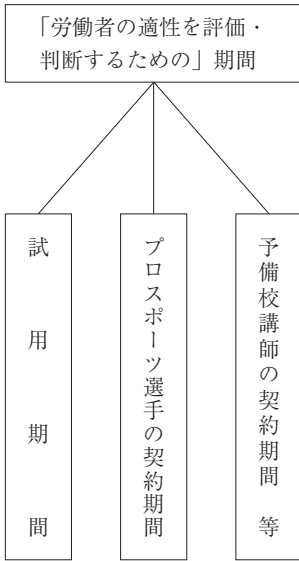 「労働者の適性を評価・
判断するための」期間
試用期間
プロスポーツ選手の契約期間
予備校講師の契約期間等